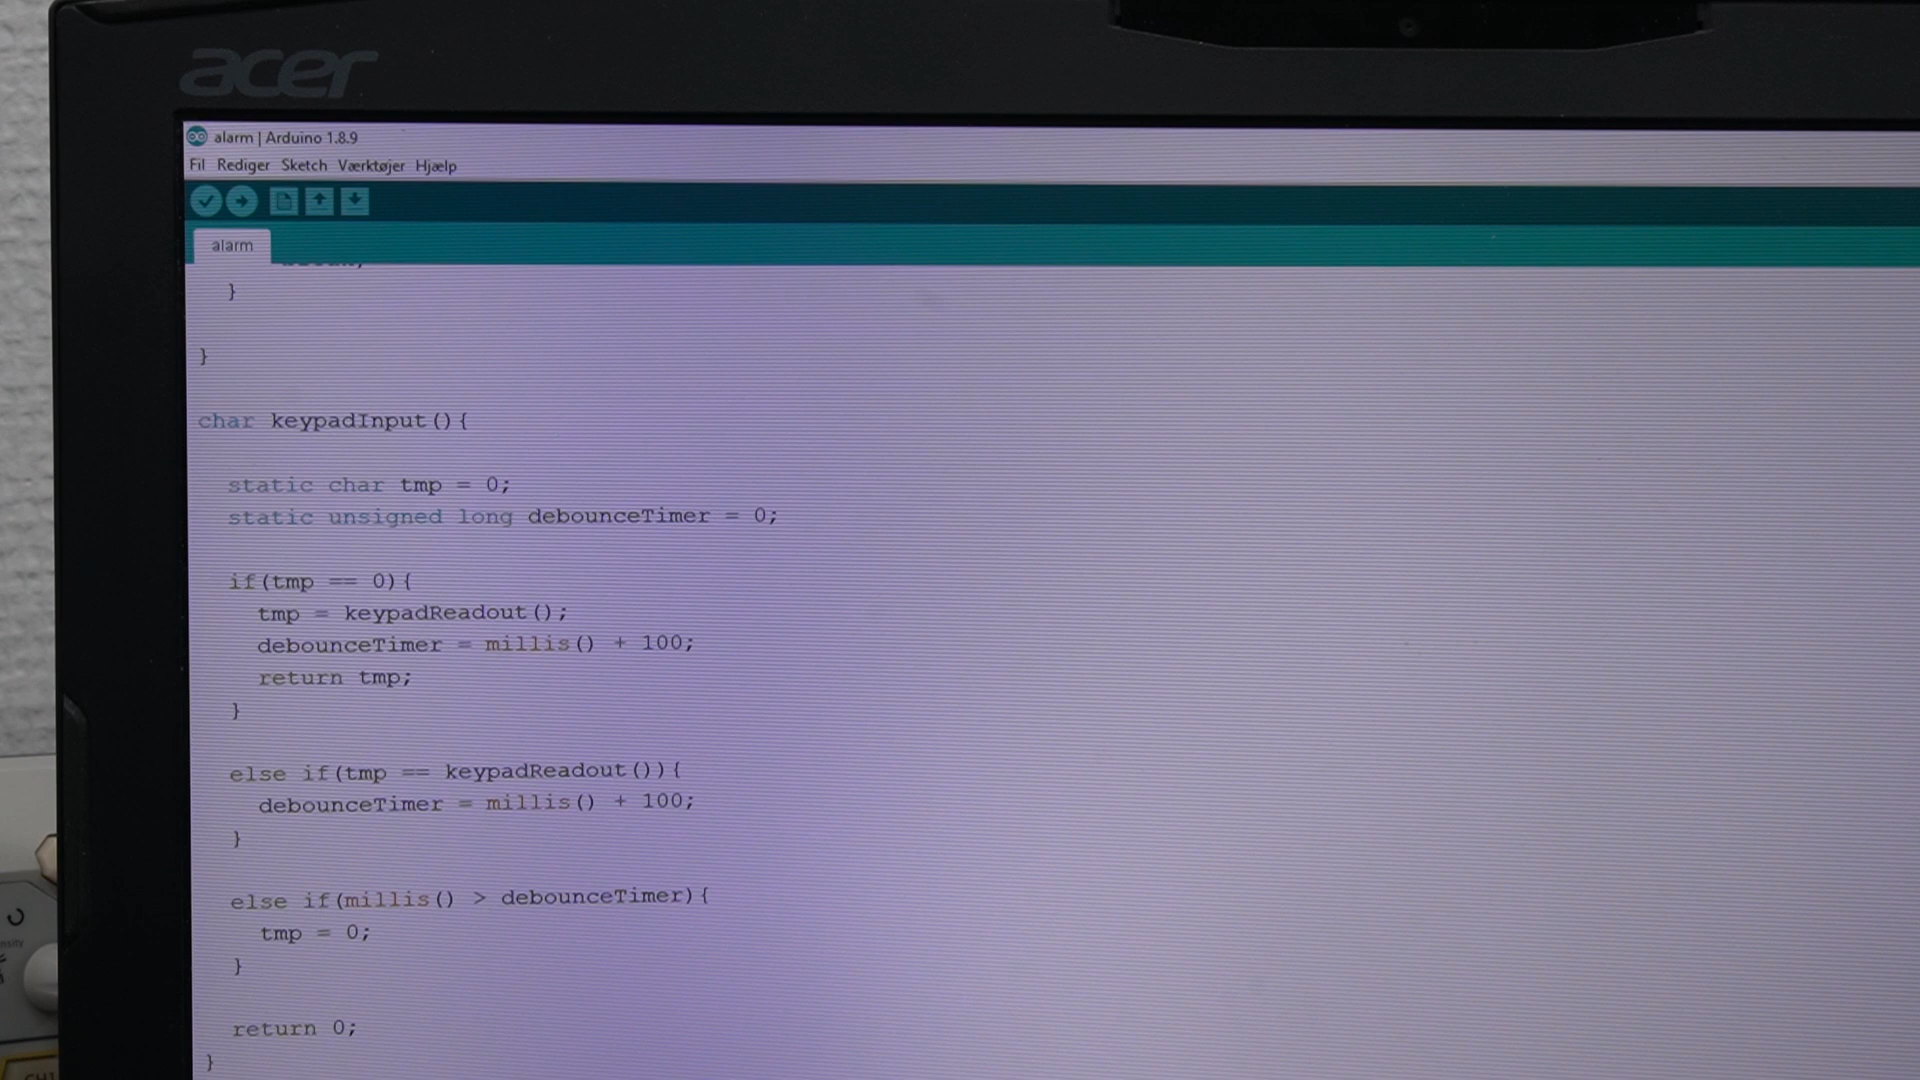 acer
alarm | Arduino 1.8.9
Fil Rediger Sketch Værktøjer Hjælp
alarm
}
}
char keypadInput(){
static char tmp = 0;
static unsigned long debounceTimer = 0;
if(tmp == 0){
tmp = keypadReadout();
debounceTimer = millis() + 100;
return tmp;
}
else if(tmp == keypadReadout()){
debounceTimer = millis() + 100;
}
else if(millis() > debounceTimer){
tmp = 0;
}
return 0;
}
CH1